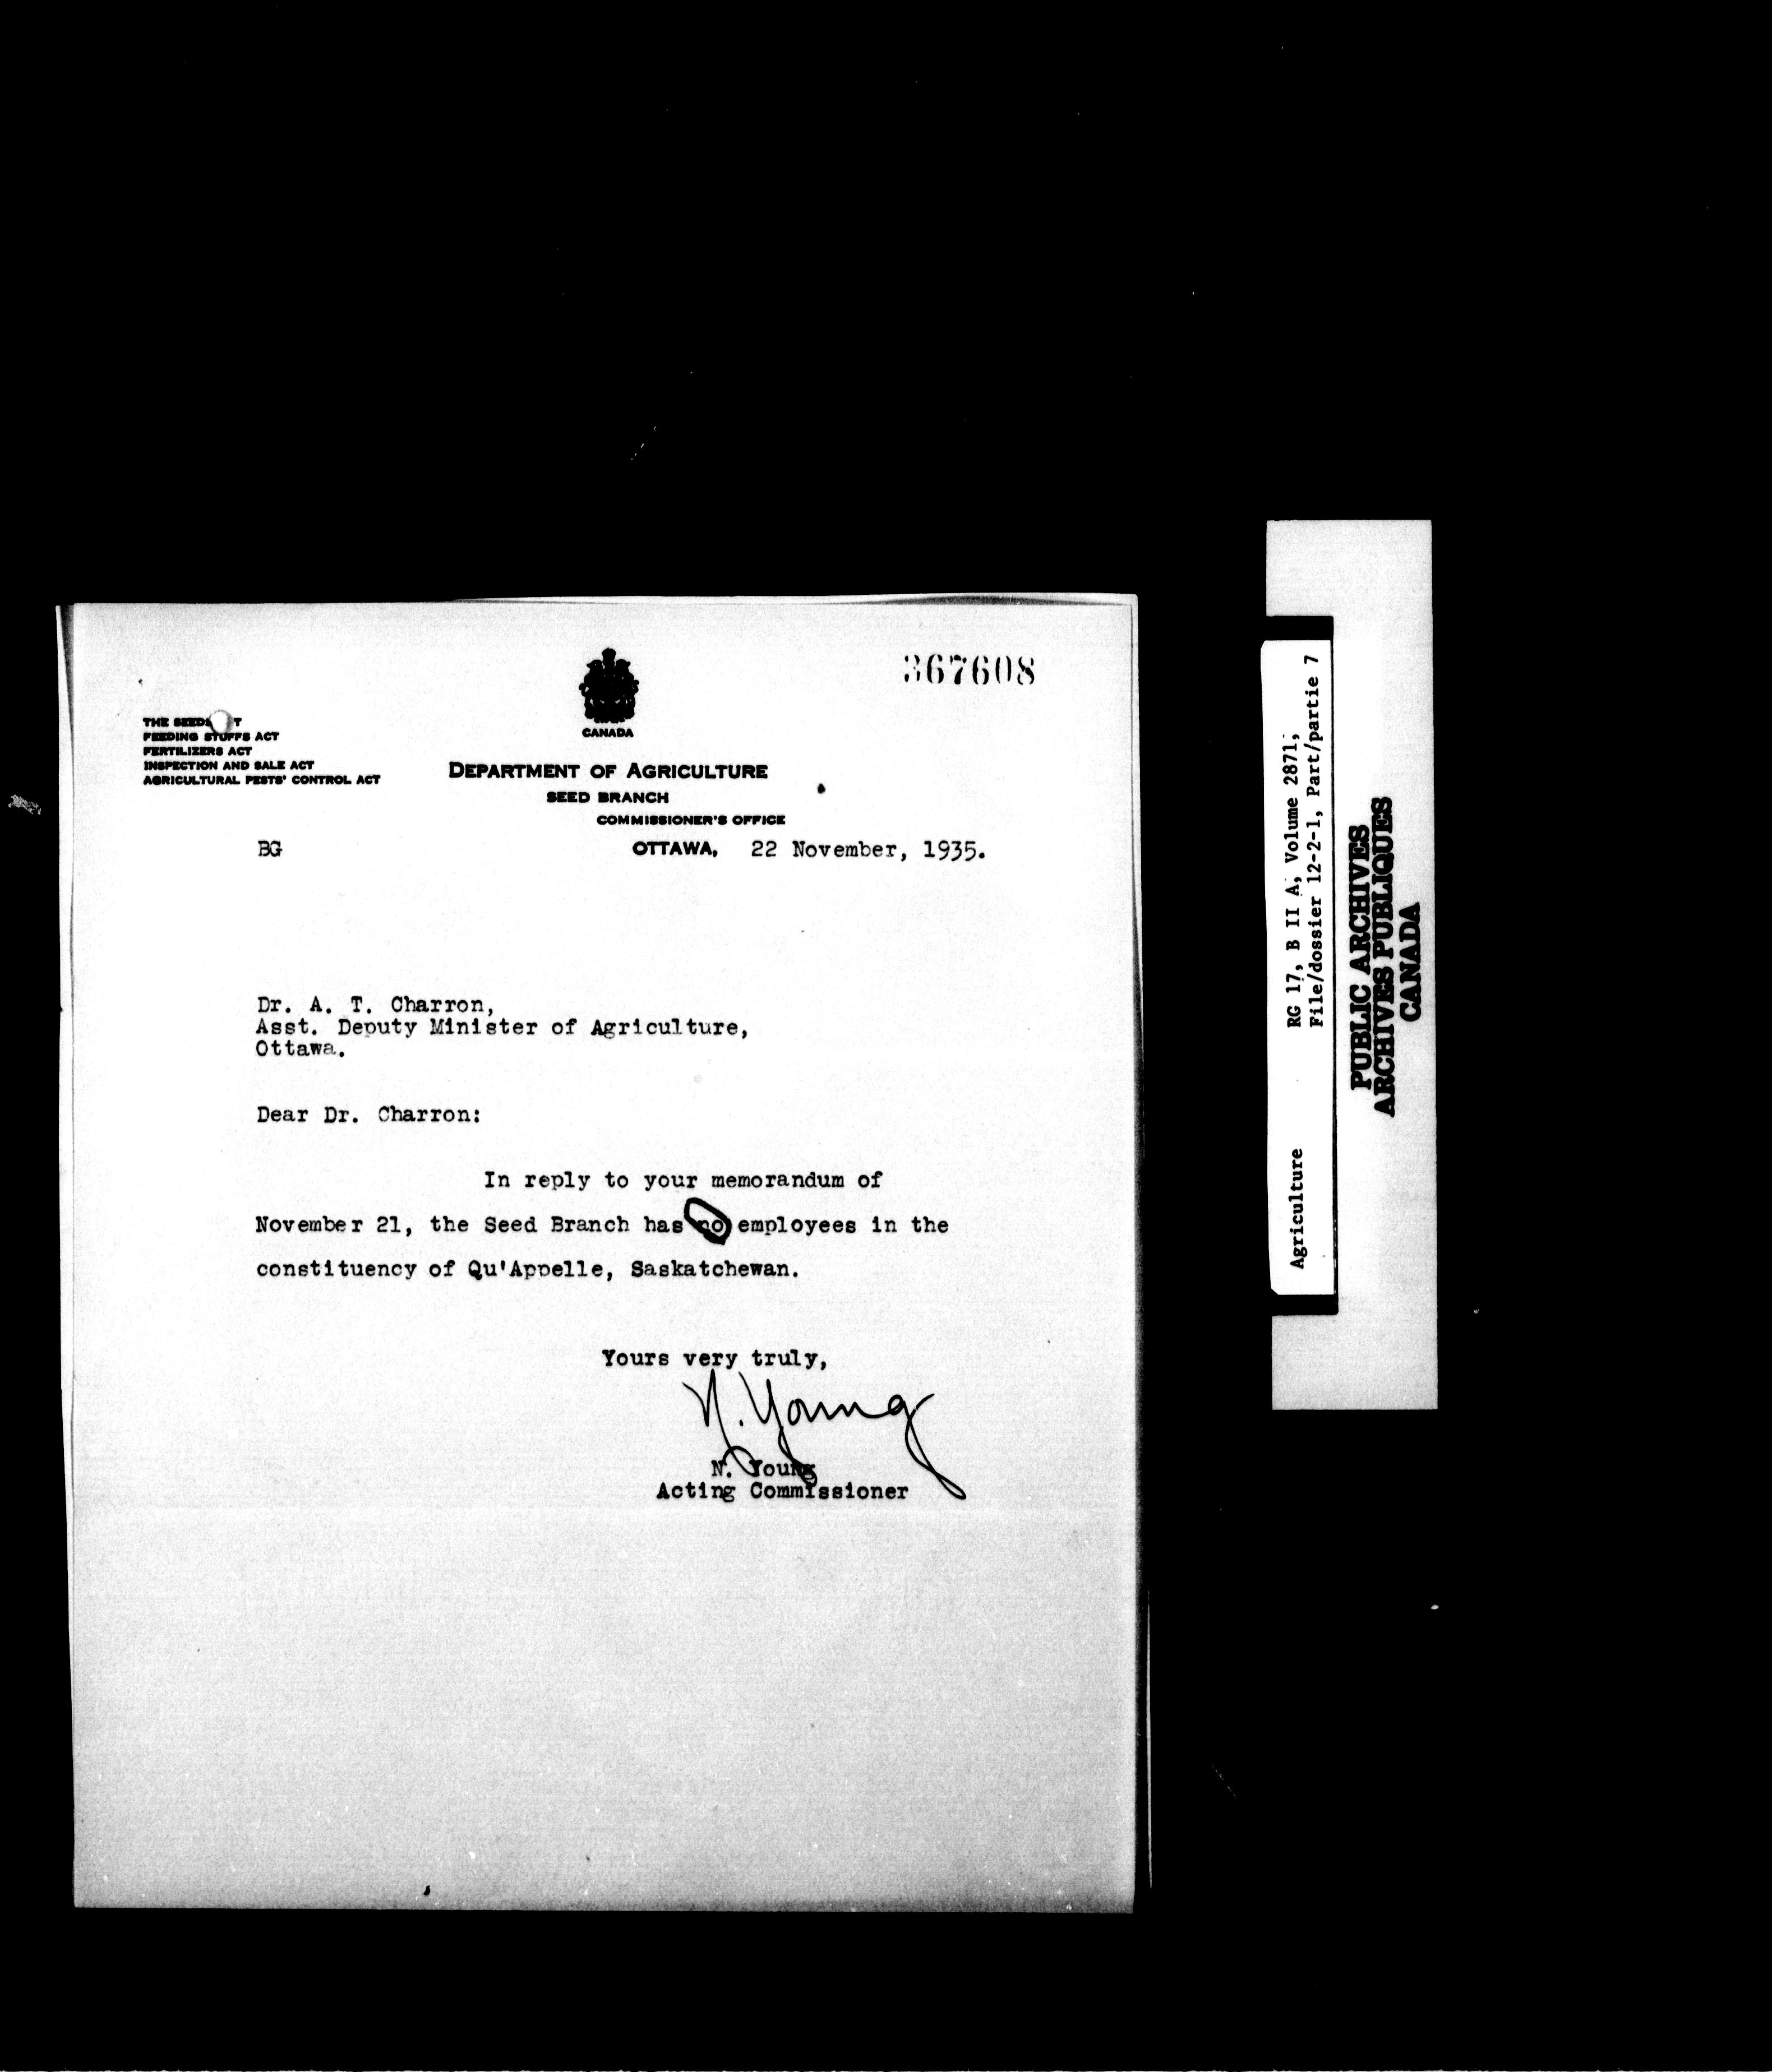 367608
CANADA
THE SEEDS T
FEEDING STUFFS ACT
FERTILIZERS ACT
INSPECTION AND SALE ACT
AGRICULTURAL PESTS' CONTROL ACT
DEPARTMENT OF AGRICULTURE
SEED BRANCH
COMMISSIONER'S OFFICE
BG
OTTAWA, 22 November, 1935.
Dr. A. T. Charron,
Asst. Deputy Minister of Agriculture,
Ottawa.
Dear Dr. Charron:
In reply to your memorandum of
November 21, the Seed Branch has no employees in the
constituency of Qu'Appelle, Saskatchewan.
Yours very truly,
N. Young
N. Young
Acting Commissioner
Agriculture RG 17, B II A, Volume 2871,
File/dossier 12-2-1, Part/partie 7
PUBLIC ARCHIVES
ARCHIVES PUBLIQUES
CANADA